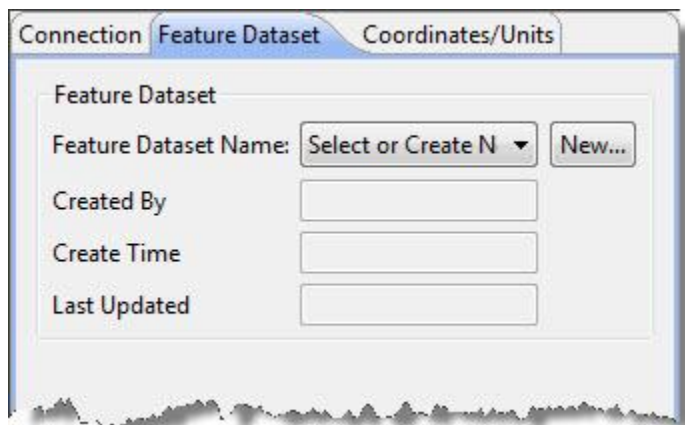 Connection Feature Dataset Coordinates/Units
Feature Dataset
Feature Dataset Name: Select or Create N New...
Created By
Create Time
Last Updated